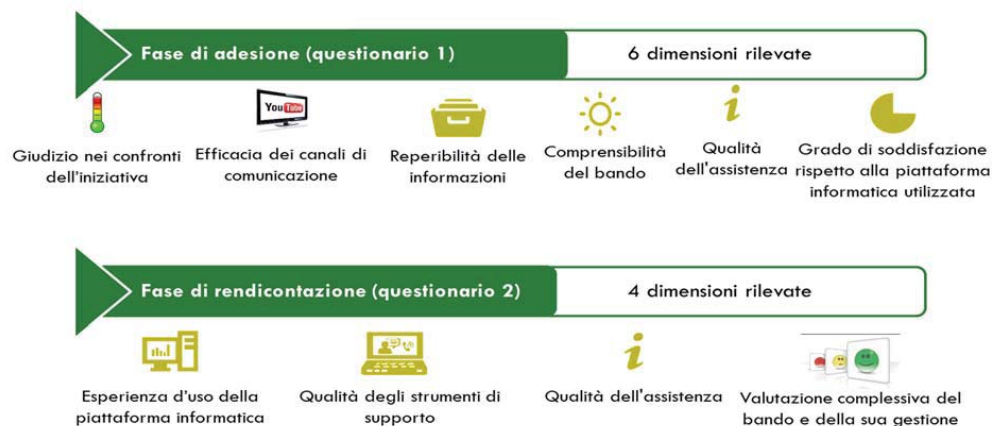 Fase di adesione (questionario 1)
6 dimensioni rilevate
YouTube
Giudizio nei confronti
dell'iniziativa
Efficacia dei canali di
comunicazione
Reperibilità delle
informazioni
Comprensibilità
del bando
Qualità
dell'assistenza
Grado di soddisfazione
rispetto alla piattaforma
informatica utilizzata
Fase di rendicontazione (questionario 2)
4 dimensioni rilevate
Esperienza d'uso della
piattaforma informatica
Qualità degli strumenti di
supporto
Qualità dell'assistenza
Valutazione complessiva del
bando e della sua gestione